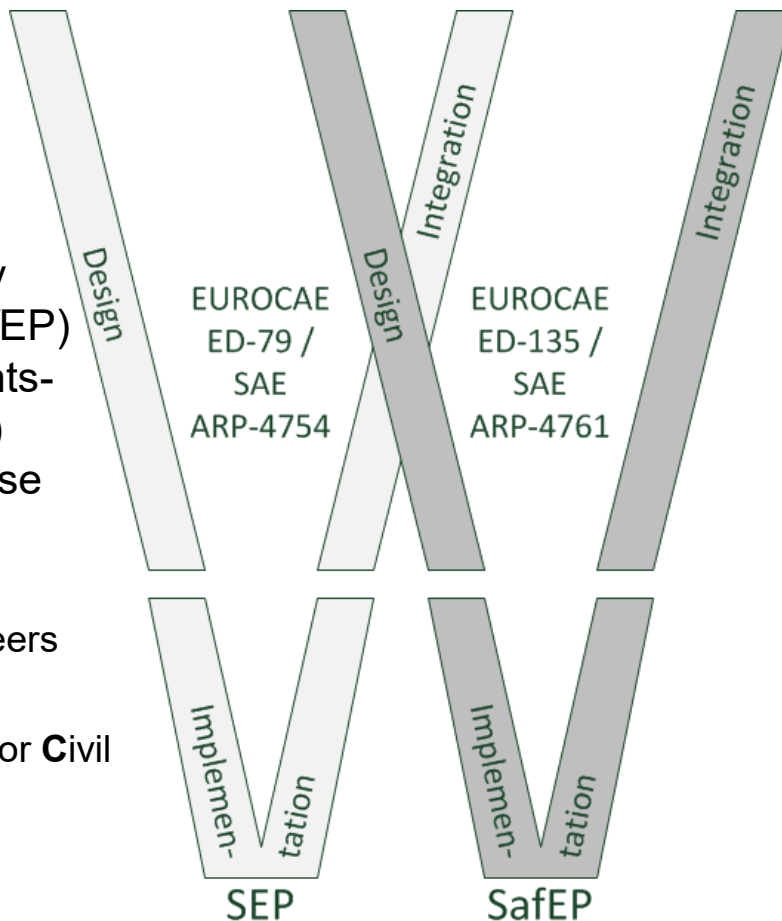 y
EP)
nts-
)
se
eers
or Civil
Design
EUROCAE
ED-79 /
SAE
ARP-4754
Integration
Implemen-
tation
SEP
Design
EUROCAE
ED-135 /
SAE
ARP-4761
Integration
Implemen-
tation
SafEP